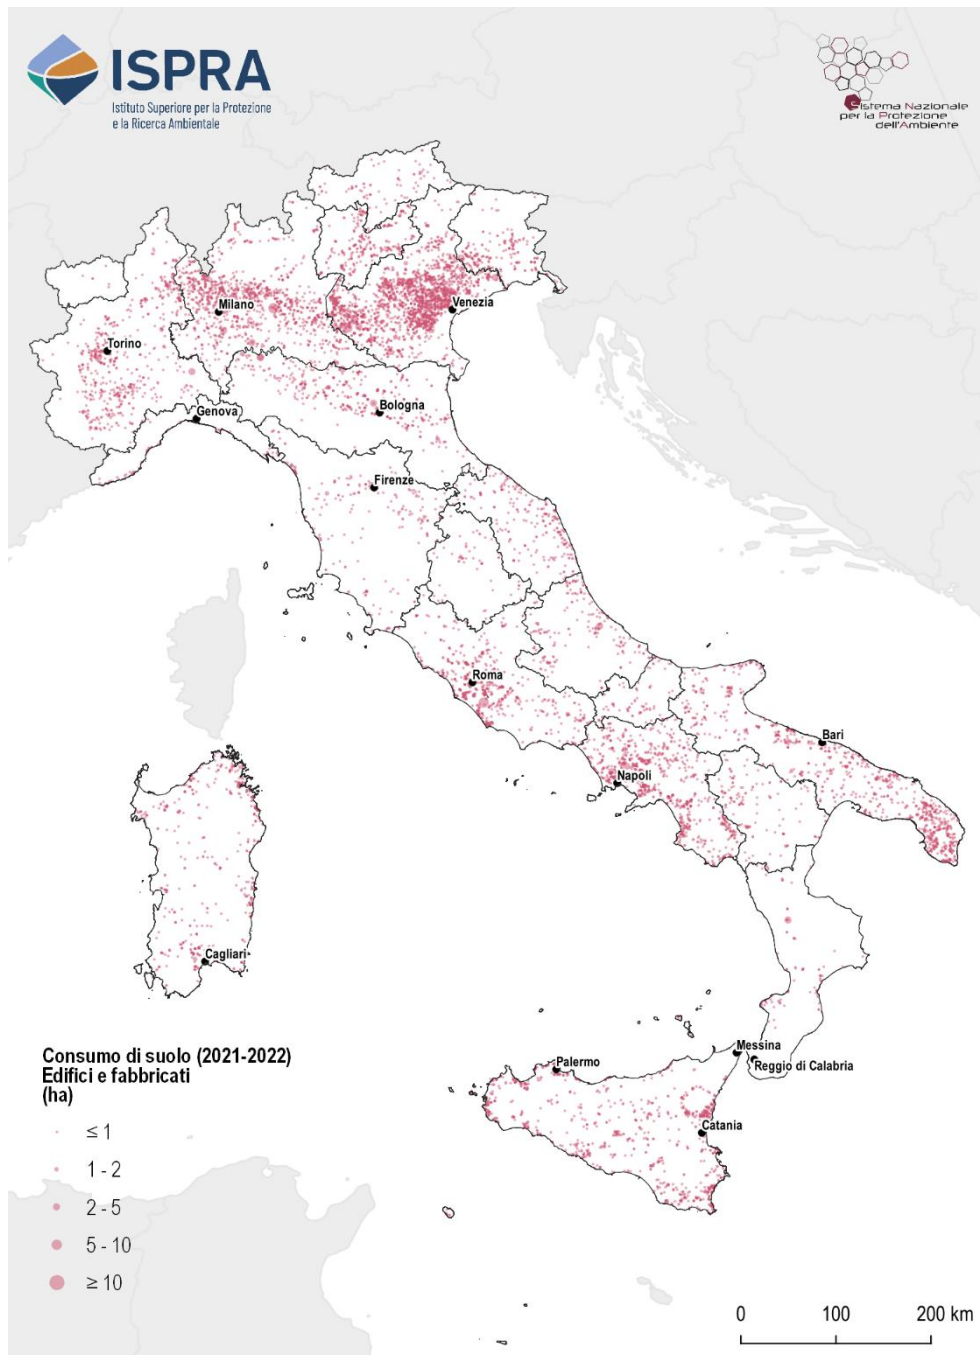 ISPRA
Istituto Superiore per la Protezione
e la Ricerca Ambientale
Sistema Nazionale
per la Protezione
dell'Ambiente
Milano
Venezia
Torino
Bologna
Genova
Firenze
Roma
Bari
Napoli
Cagliari
Messina
Reggio di Calabria
Palermo
Catania
Consumo di suolo (2021-2022)
Edifici e fabbricati
(ha)
≤ 1
1 - 2
2 - 5
5 - 10
≥ 10
0 100 200 km